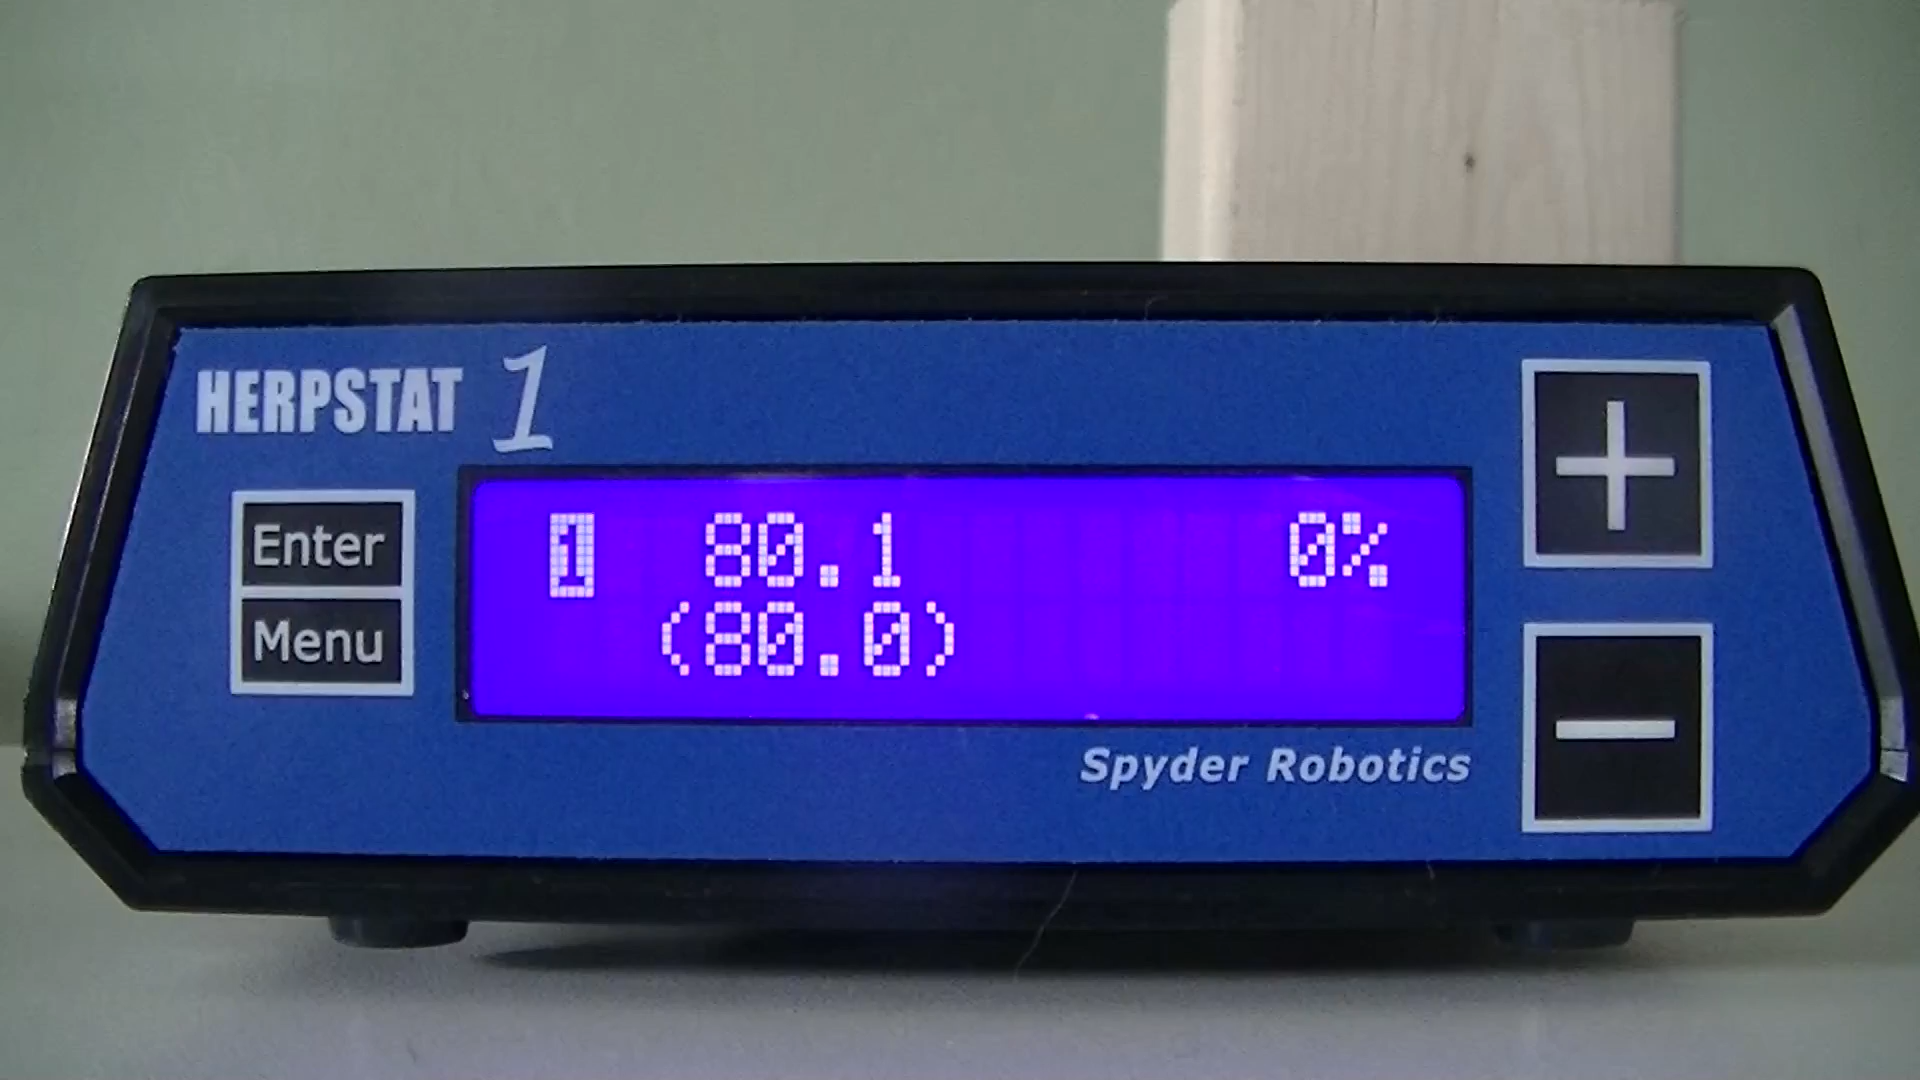 HERPSTAT 1
Enter
Menu
1 80.1 0%
(80.0)
+
−
Spyder Robotics